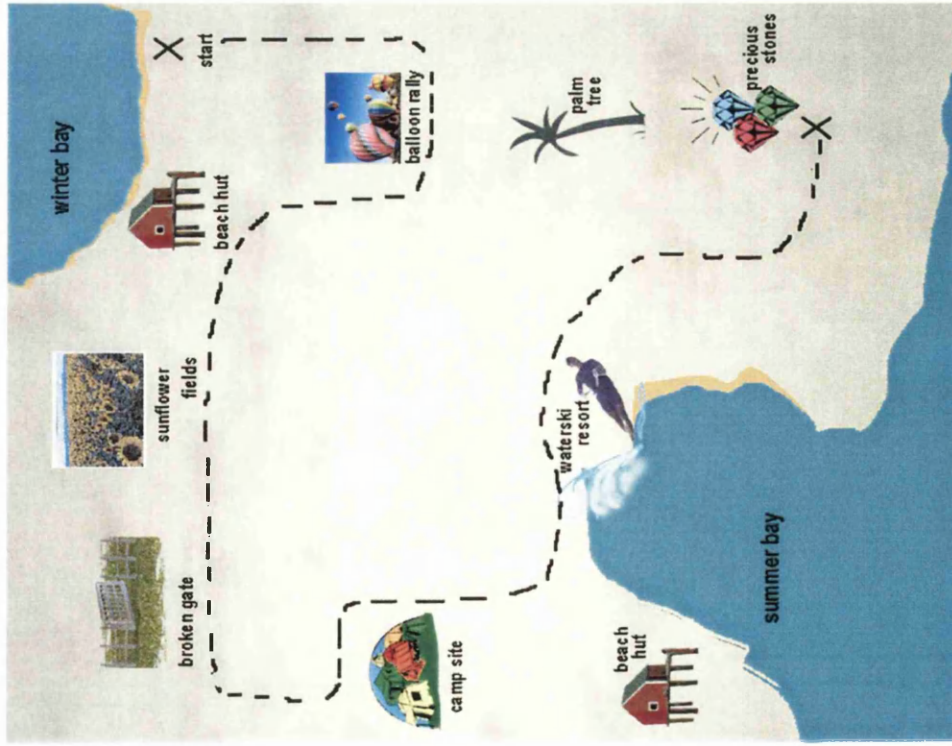 winter bay
sunflower
fields
broken gate
start
beach hut
balloon rally
camp site
waterski
resort
palm
tree
beach
hut
precious
stones
summer bay